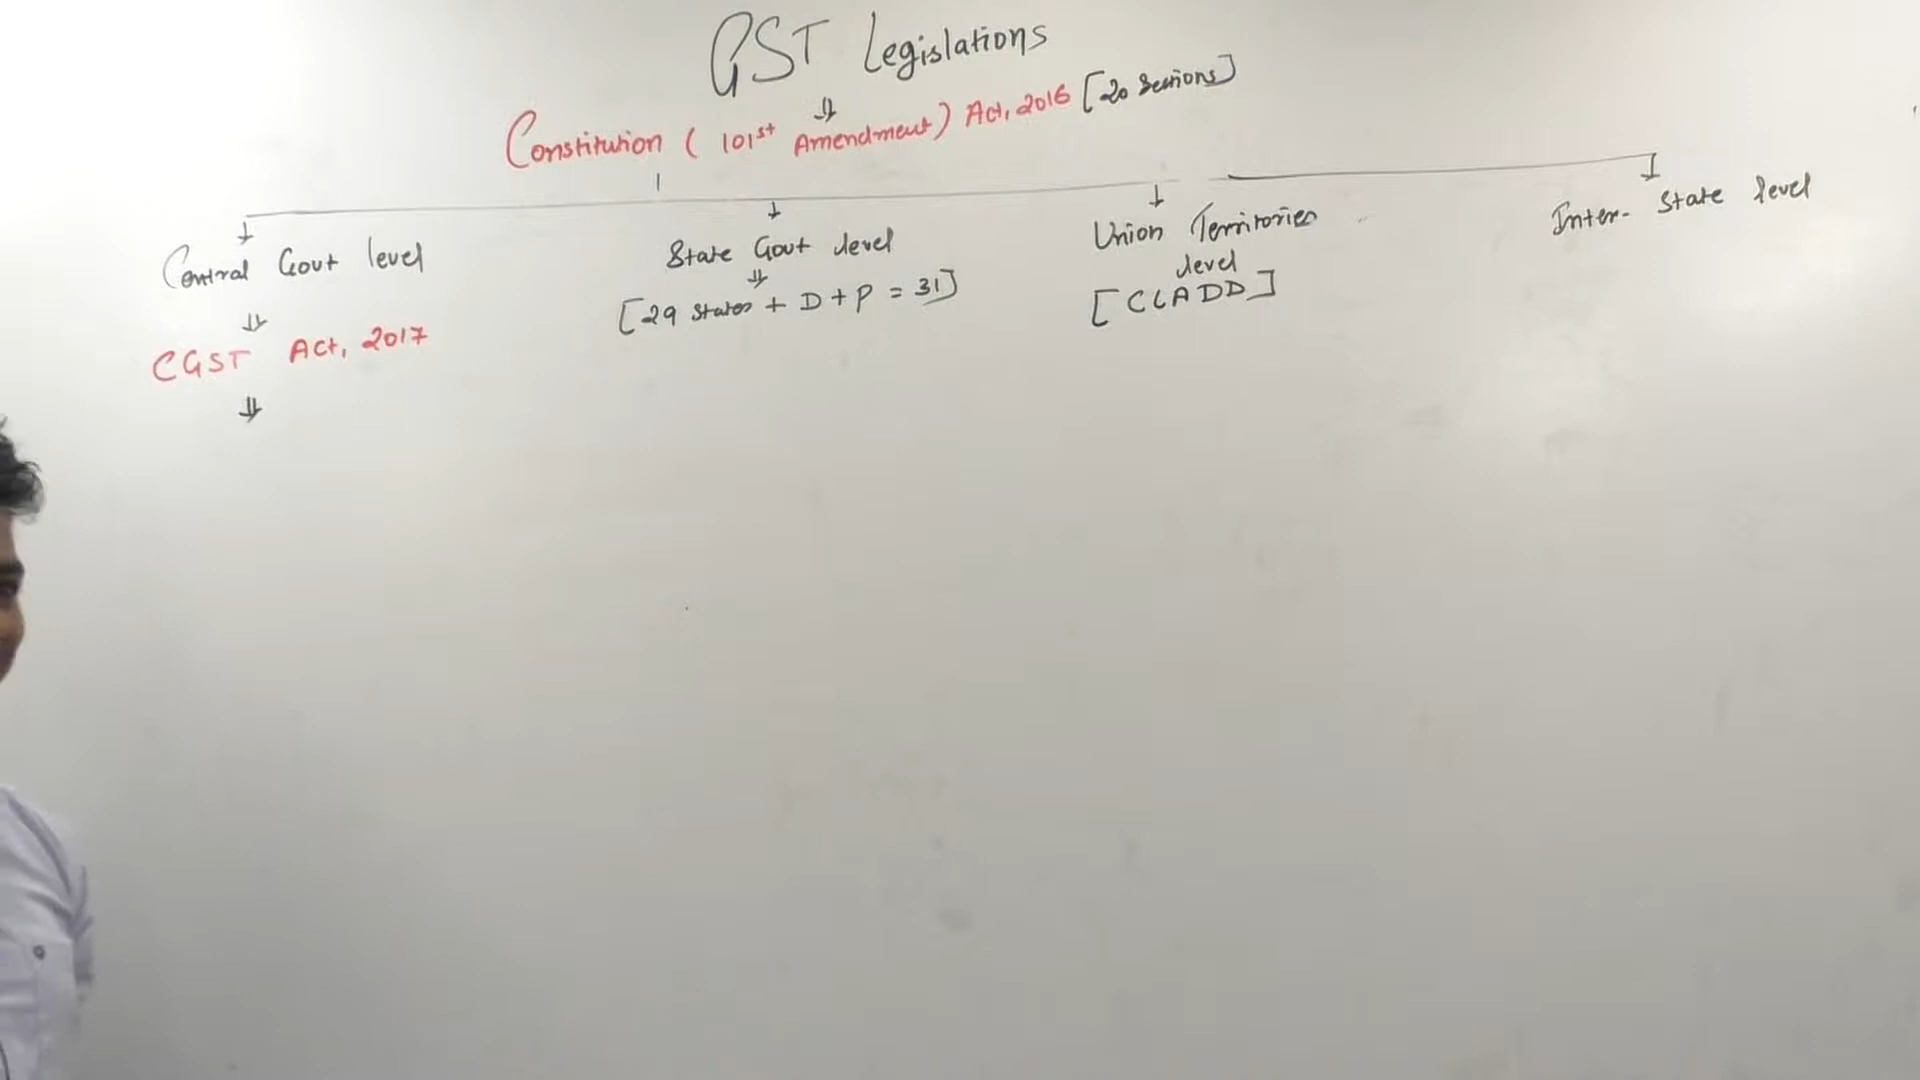 GST Legislations
Constitution (101st Amendment) Act, 2016 [20 Sections]
Central Govt level
State Govt level
Union Territories
level
Inter-State level
[29 States + D + P = 31]
[CLADD]
CGST Act, 2017